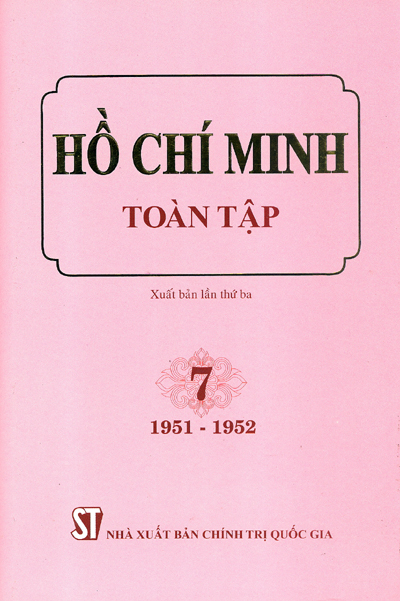 HỒ CHÍ MINH
TOÀN TẬP
Xuất bản lần thứ ba
7
1951 - 1952
ST NHÀ XUẤT BẢN CHÍNH TRỊ QUỐC GIA